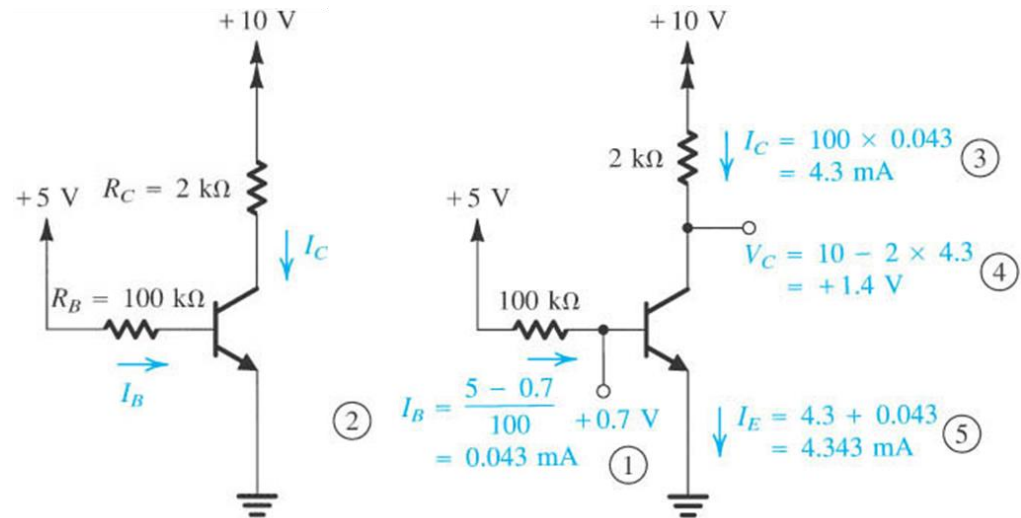 +10 V
+5 V
R_C = 2 kΩ
I_C
R_B = 100 kΩ
I_B
+10 V
2 kΩ
I_C = 100 × 0.043
= 4.3 mA
③
+5 V
V_C = 10 − 2 × 4.3
= +1.4 V
④
100 kΩ
② I_B = \frac{5 − 0.7}{100}
= 0.043 mA
+0.7 V
①
I_E = 4.3 + 0.043
= 4.343 mA
⑤